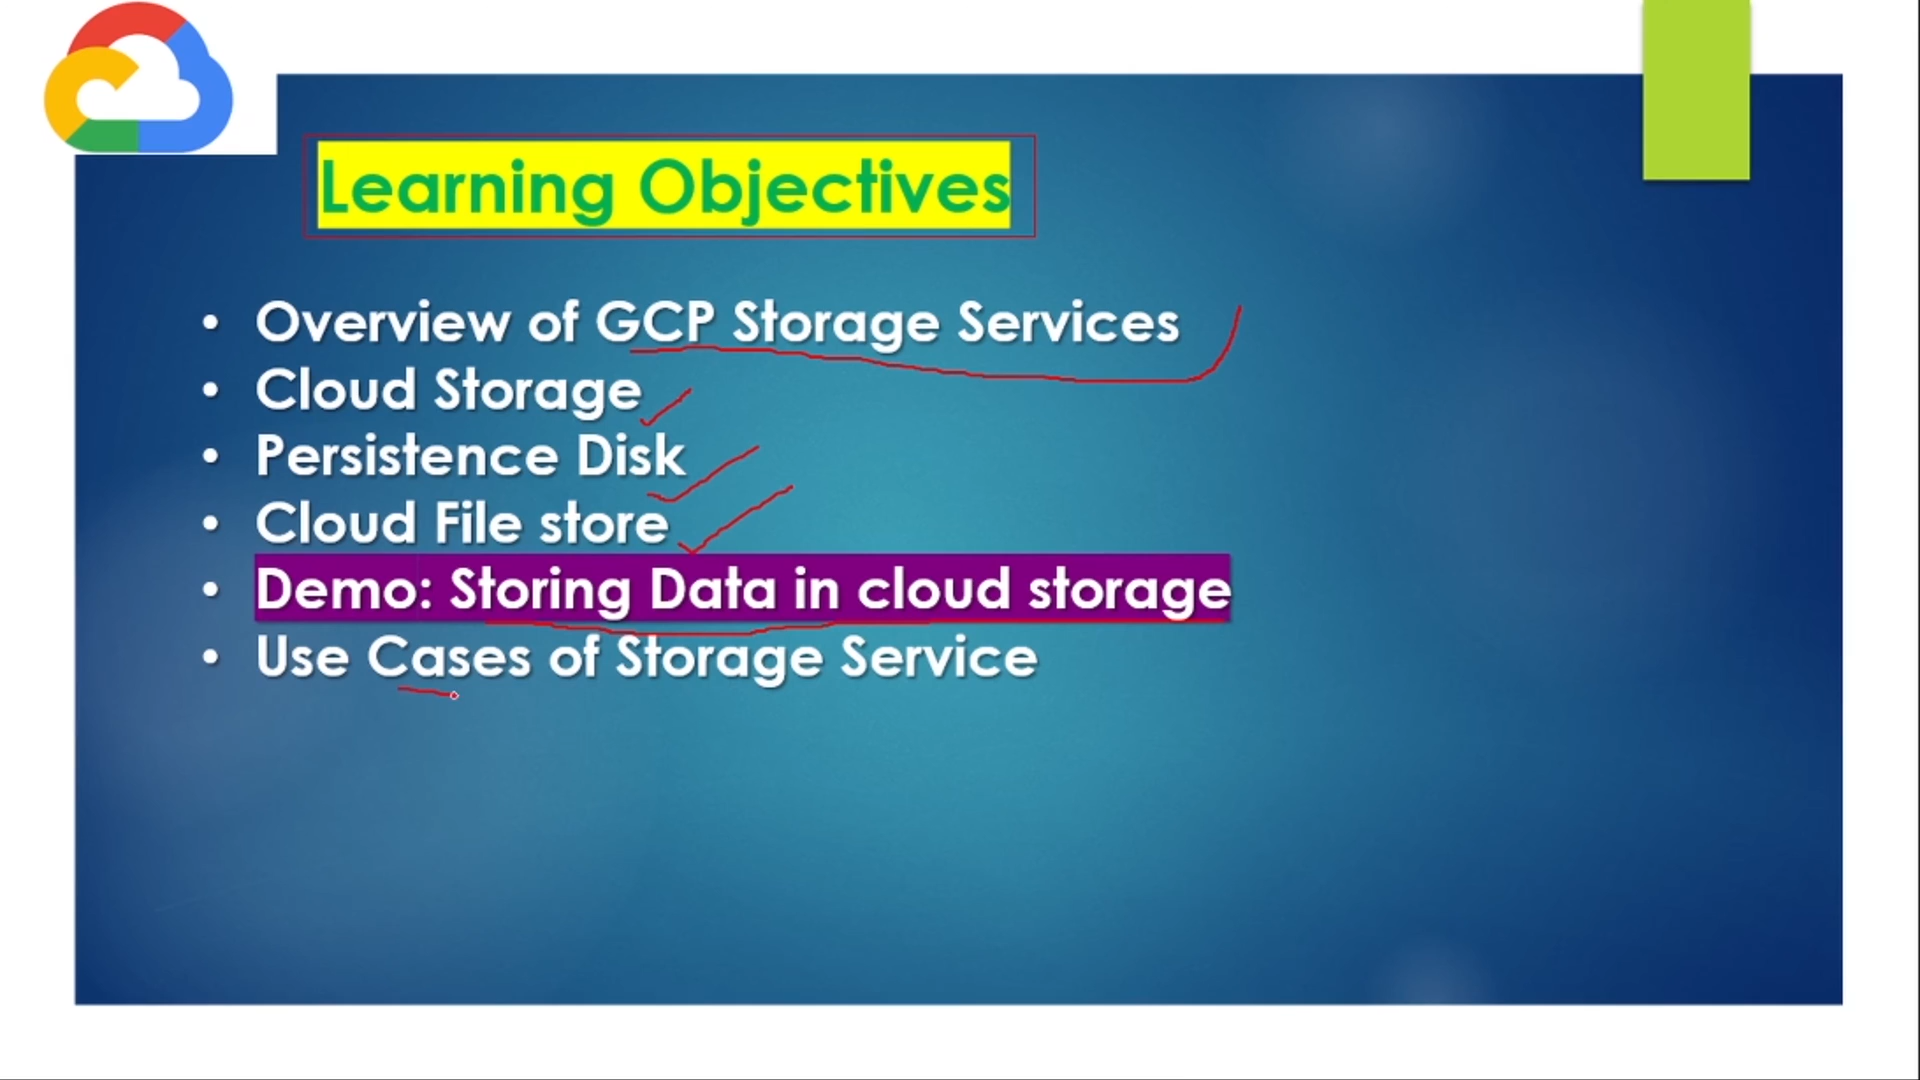 Learning Objectives
• Overview of GCP Storage Services
• Cloud Storage
• Persistence Disk
• Cloud File store
• Demo: Storing Data in cloud storage
• Use Cases of Storage Service